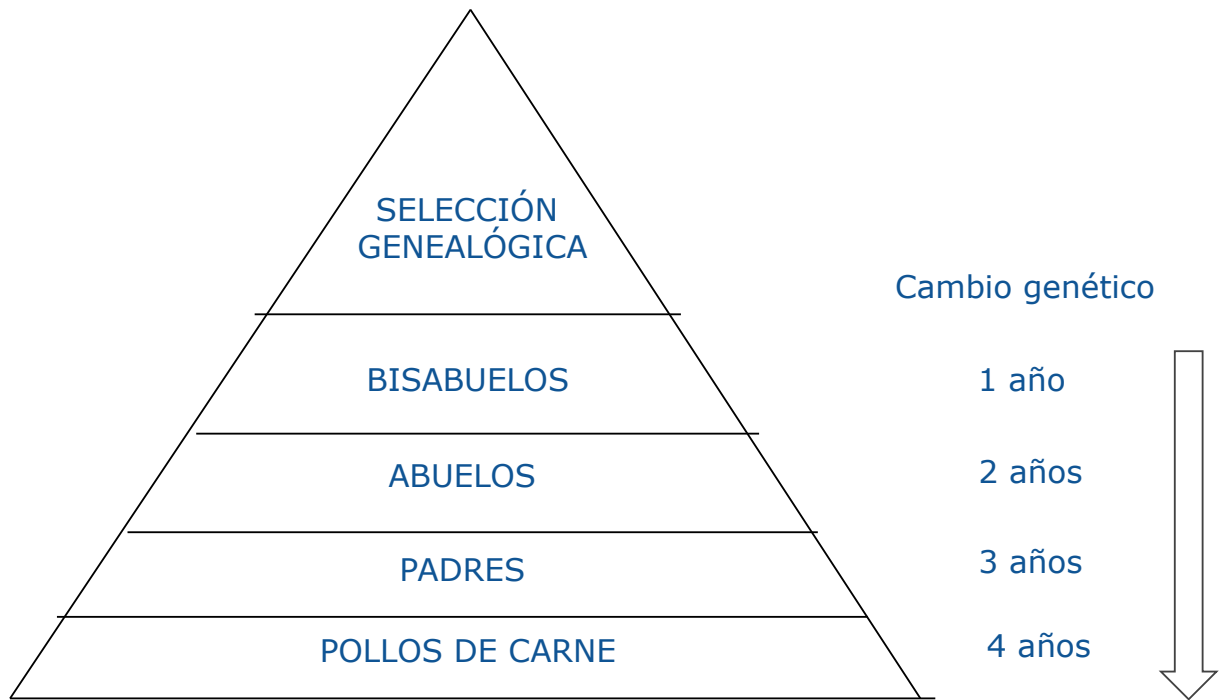 SELECCIÓN
GENEALÓGICA
Cambio genético
BISABUELOS
1 año
ABUELOS
2 años
PADRES
3 años
POLLOS DE CARNE
4 años